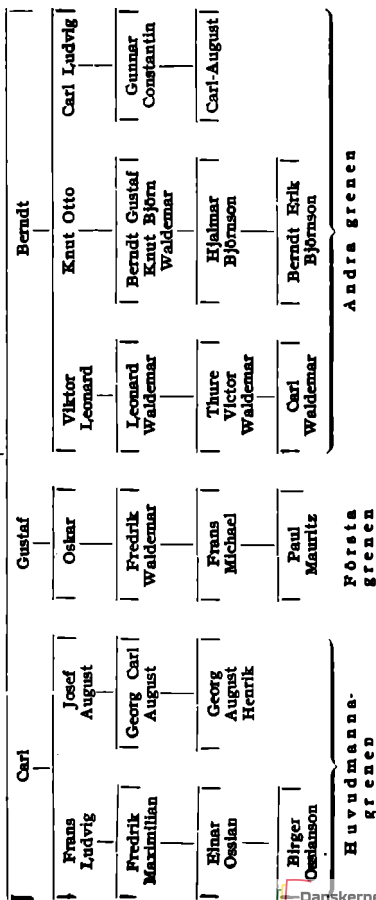 Carl
Gustaf
Berndt
Frans
Ludvig
Josef
August
Oskar
Viktor
Leonard
Knut Otto
Carl Ludvig
Fredrik
Maximilian
Georg Carl
August
Fredrik
Waldemar
Leonard
Waldemar
Berndt Gustaf
Knut Björn
Waldemar
Gunnar
Constantin
Einar
Ossian
Georg
August
Henrik
Frans
Michael
Thure
Victor
Waldemar
Hjalmar
Björnson
Carl-August
Birger
Ossianson
Paul
Mauritz
Carl
Waldemar
Berndt Erik
Björnson
Huvudmanna-
grenen
Första
grenen
Andra grenen